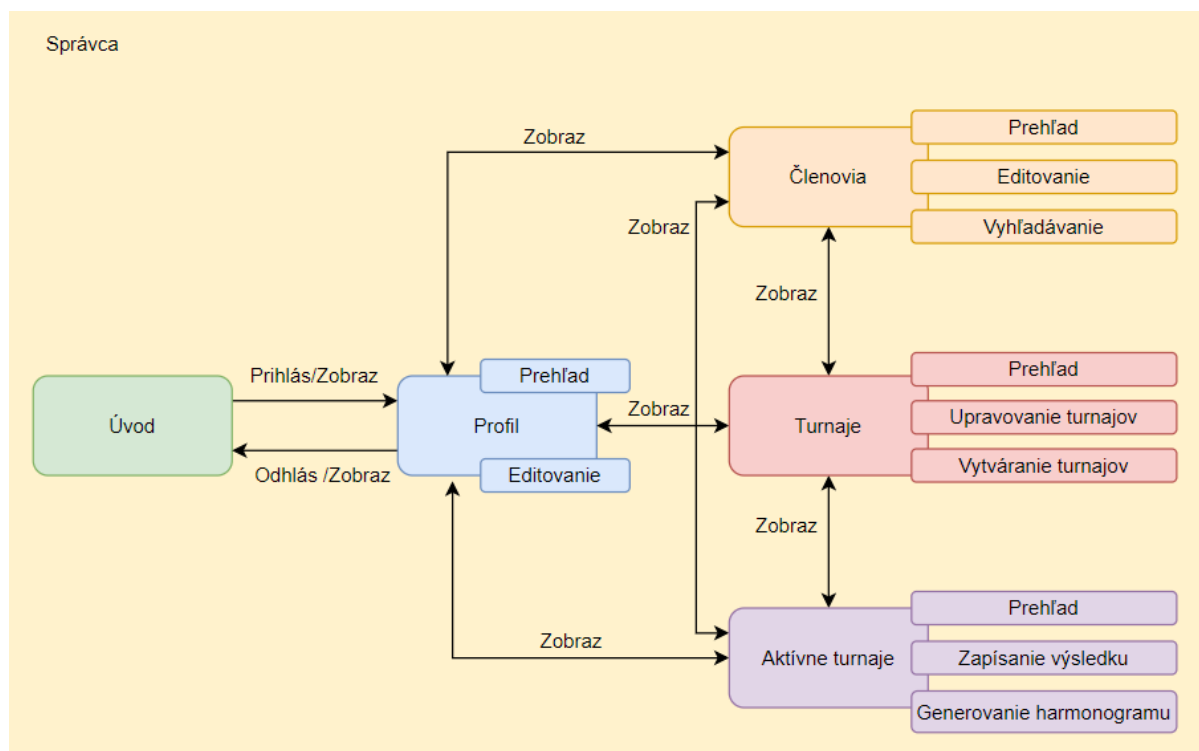 Správca
Zobraz
Členovia
Prehľad
Editovanie
Vyhľadávanie
Zobraz
Zobraz
Úvod
Prihlás/Zobraz
Odhlás /Zobraz
Profil
Prehľad
Editovanie
Zobraz
Turnaje
Prehľad
Upravovanie turnajov
Vytváranie turnajov
Zobraz
Zobraz
Aktívne turnaje
Prehľad
Zapísanie výsledku
Generovanie harmonogramu